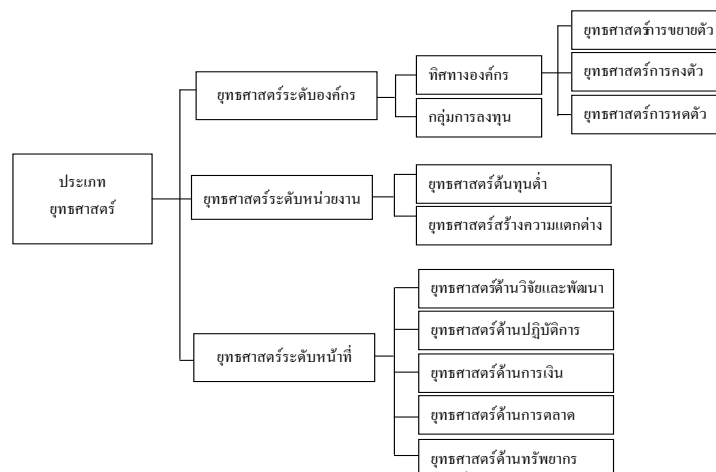 ยุทธศาสตร์การขยายตัว
ยุทธศาสตร์ระดับองค์กร
ทิศทางองค์กร
ยุทธศาสตร์การคงตัว
กลุ่มการลงทุน
ยุทธศาสตร์การหดตัว
ประเภท
ยุทธศาสตร์
ยุทธศาสตร์ระดับหน่วยงาน
ยุทธศาสตร์ต้นทุนต่ำ
ยุทธศาสตร์สร้างความแตกต่าง
ยุทธศาสตร์ระดับหน้าที่
ยุทธศาสตร์ด้านวิจัยและพัฒนา
ยุทธศาสตร์ด้านปฏิบัติการ
ยุทธศาสตร์ด้านการเงิน
ยุทธศาสตร์ด้านการตลาด
ยุทธศาสตร์ด้านทรัพยากร